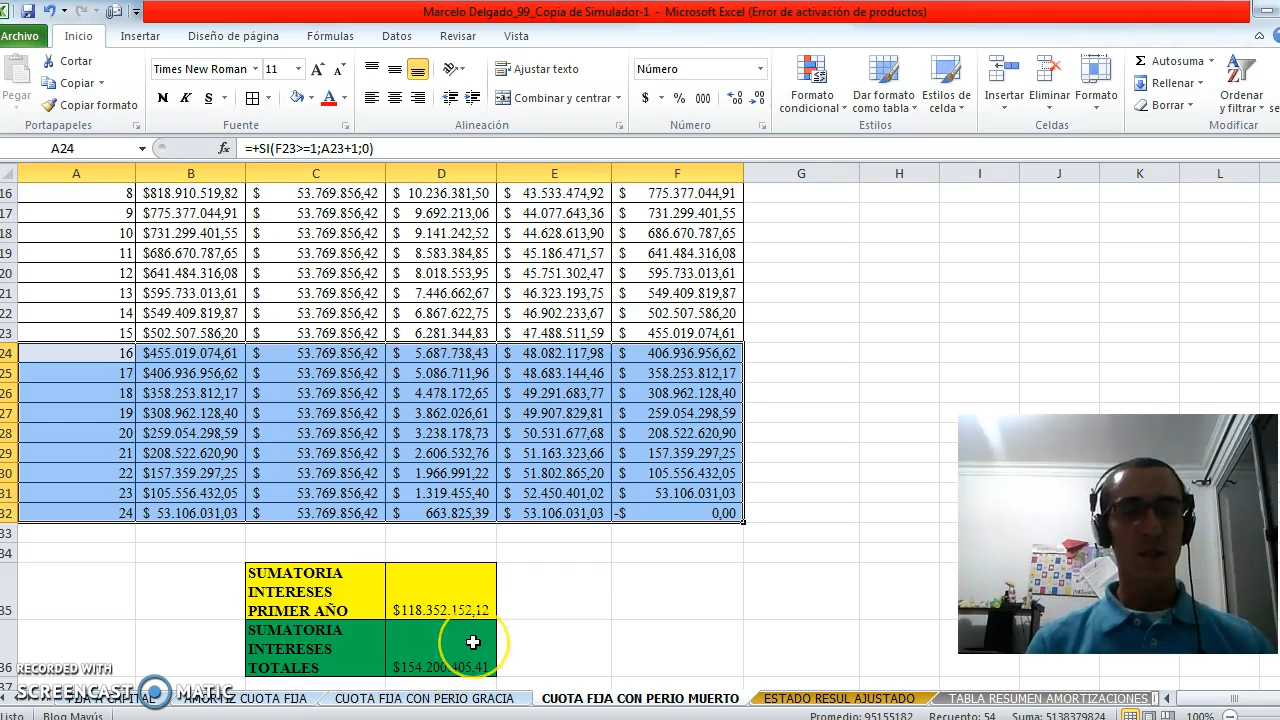 Marcelo Delgado_99_Copia de Simulador-1 - Microsoft Excel (Error de activación de productos)
Archivo Inicio Insertar Diseño de página Fórmulas Datos Revisar Vista
Pegar Cortar Copiar Copiar formato Portapapeles
Times New Roman 11 A A N K S A Fuente
Ajustar texto Combinar y centrar Alineación
Número $ % 000 Número
Formato condicional Dar formato como tabla Estilos de celda Estilos
Insertar Eliminar Formato Celdas
Σ Autosuma Rellenar Borrar Ordenar y filtrar Modificar
A24 fx =+SI(F23>=1;A23+1;0)
A B C D E F G H I J K L
16 8 $818.910.519,82 $ 53.769.856,42 $ 10.236.381,50 $ 43.533.474,92 $ 775.377.044,91
17 9 $775.377.044,91 $ 53.769.856,42 $ 9.692.213,06 $ 44.077.643,36 $ 731.299.401,55
18 10 $731.299.401,55 $ 53.769.856,42 $ 9.141.242,52 $ 44.628.613,90 $ 686.670.787,65
19 11 $686.670.787,65 $ 53.769.856,42 $ 8.583.384,85 $ 45.186.471,57 $ 641.484.316,08
20 12 $641.484.316,08 $ 53.769.856,42 $ 8.018.553,95 $ 45.751.302,47 $ 595.733.013,61
21 13 $595.733.013,61 $ 53.769.856,42 $ 7.446.662,67 $ 46.323.193,75 $ 549.409.819,87
22 14 $549.409.819,87 $ 53.769.856,42 $ 6.867.622,75 $ 46.902.233,67 $ 502.507.586,20
23 15 $502.507.586,20 $ 53.769.856,42 $ 6.281.344,83 $ 47.488.511,59 $ 455.019.074,61
24 16 $455.019.074,61 $ 53.769.856,42 $ 5.687.738,43 $ 48.082.117,98 $ 406.936.956,62
25 17 $406.936.956,62 $ 53.769.856,42 $ 5.086.711,96 $ 48.683.144,46 $ 358.253.812,17
26 18 $358.253.812,17 $ 53.769.856,42 $ 4.478.172,65 $ 49.291.683,77 $ 308.962.128,40
27 19 $308.962.128,40 $ 53.769.856,42 $ 3.862.026,61 $ 49.907.829,81 $ 259.054.298,59
28 20 $259.054.298,59 $ 53.769.856,42 $ 3.238.178,73 $ 50.531.677,68 $ 208.522.620,90
29 21 $208.522.620,90 $ 53.769.856,42 $ 2.606.532,76 $ 51.163.323,66 $ 157.359.297,25
30 22 $157.359.297,25 $ 53.769.856,42 $ 1.966.991,22 $ 51.802.865,20 $ 105.556.432,05
31 23 $105.556.432,05 $ 53.769.856,42 $ 1.319.455,40 $ 52.450.401,02 $ 53.106.031,03
32 24 $ 53.106.031,03 $ 53.769.856,42 $ 663.825,39 $ 53.106.031,03 -$ 0,00
33
34
35 SUMATORIA INTERESES PRIMER AÑO $118.352.152,12
36 SUMATORIA INTERESES TOTALES $154.200.405,41
37
RECORDED WITH
SCREENCAST MATIC
CUOTA FIJA CUOTA FIJA CON PERIO GRACIA CUOTA FIJA CON PERIO MUERTO ESTADO RESUL AJUSTADO TABLA RESUMEN AMORTIZACIONES
Listo Bloq Mayús Promedio: 95155182 Recuento: 54 Suma: 5138379824 100%